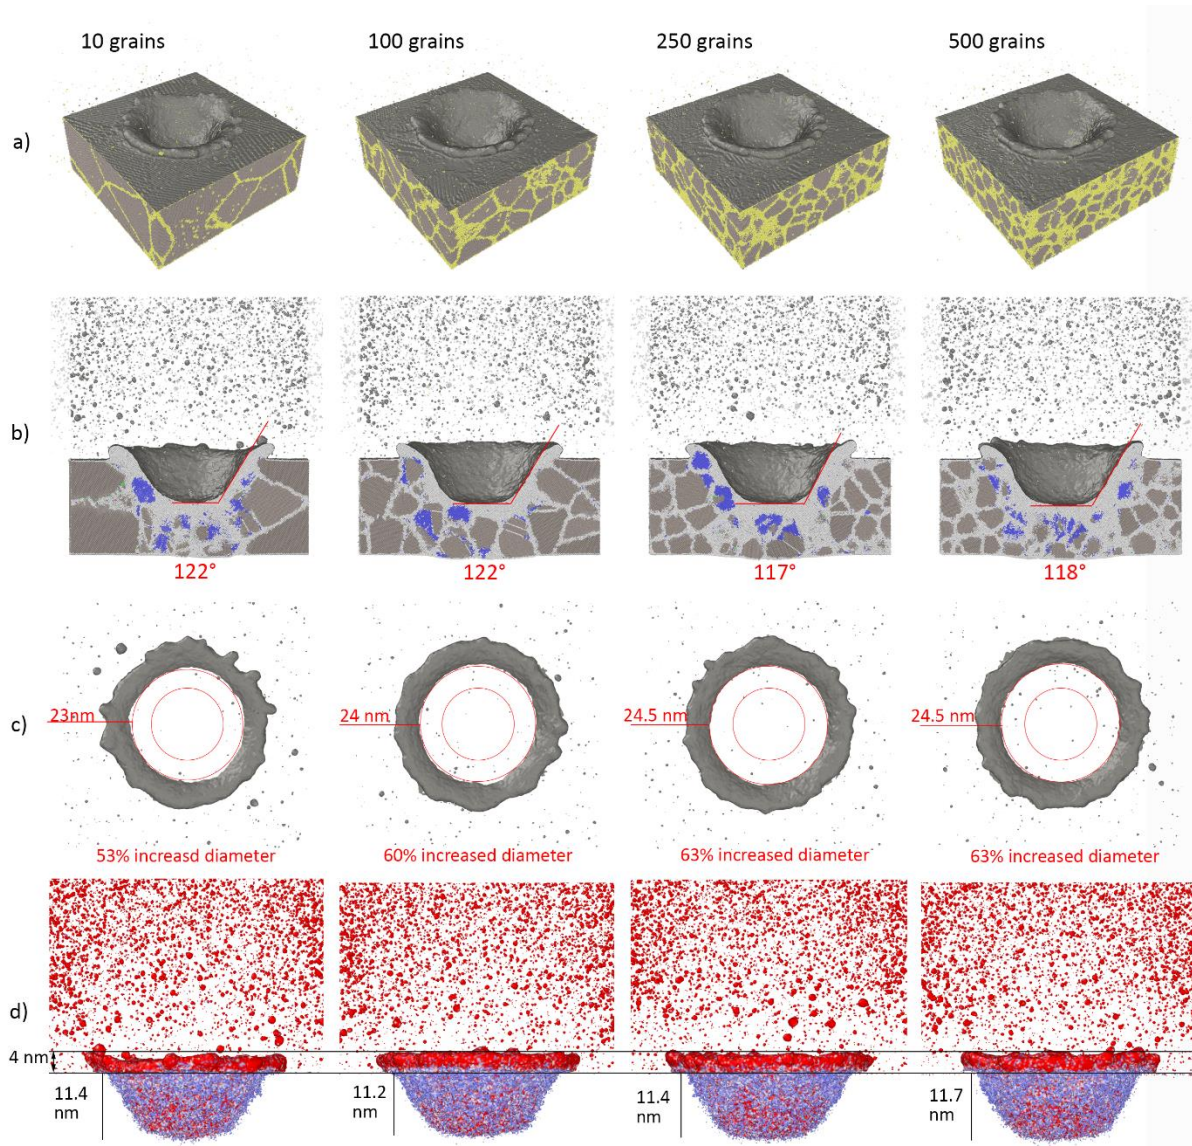 10 grains 100 grains 250 grains 500 grains
a)
b)
122° 122° 117° 118°
c)
23nm 24 nm 24.5 nm 24.5 nm
53% increasd diameter 60% increased diameter 63% increased diameter 63% increased diameter
d)
4 nm
11.4 11.2 11.4 11.7
nm nm nm nm